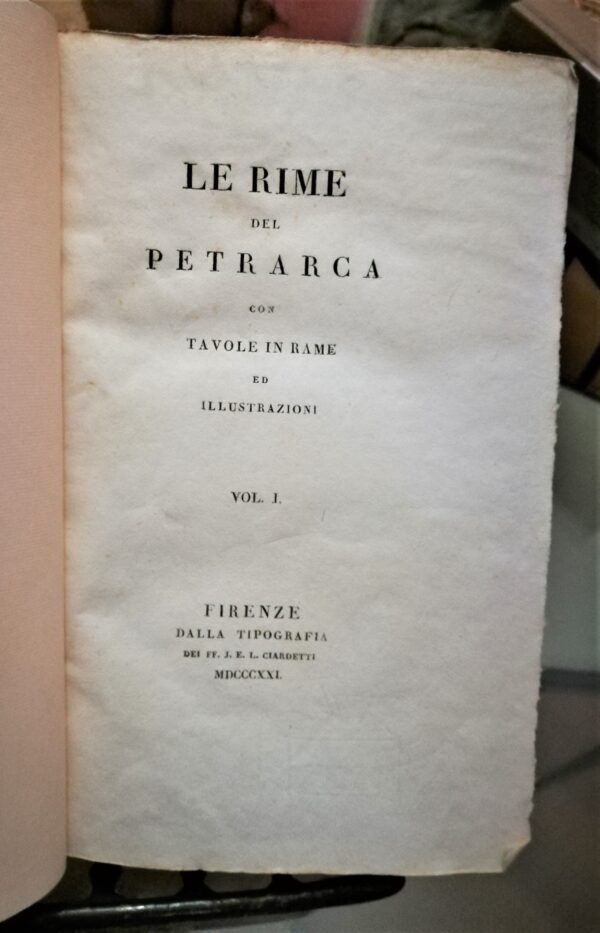 LE RIME
DEL
PETRARCA
CON
TAVOLE IN RAME
ED
ILLUSTRAZIONI
VOL. I.
FIRENZE
DALLA TIPOGRAFIA
DEI FF. J. E. L. CIARDETTI
MDCCCXXI.